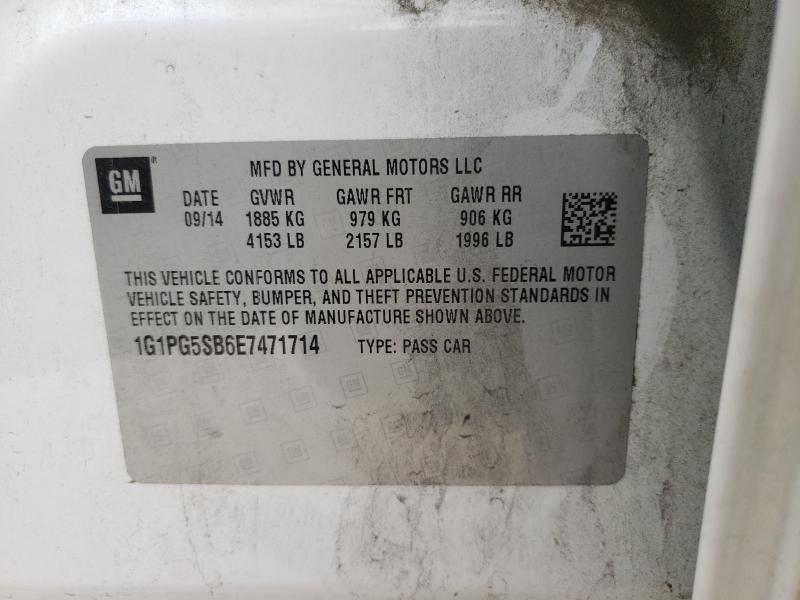 GM®
MFD BY GENERAL MOTORS LLC
DATE GVWR GAWR FRT GAWR RR
09/14 1885 KG 979 KG 906 KG
4153 LB 2157 LB 1996 LB
THIS VEHICLE CONFORMS TO ALL APPLICABLE U.S. FEDERAL MOTOR
VEHICLE SAFETY, BUMPER, AND THEFT PREVENTION STANDARDS IN
EFFECT ON THE DATE OF MANUFACTURE SHOWN ABOVE.
1G1PG5SB6E7471714 TYPE: PASS CAR